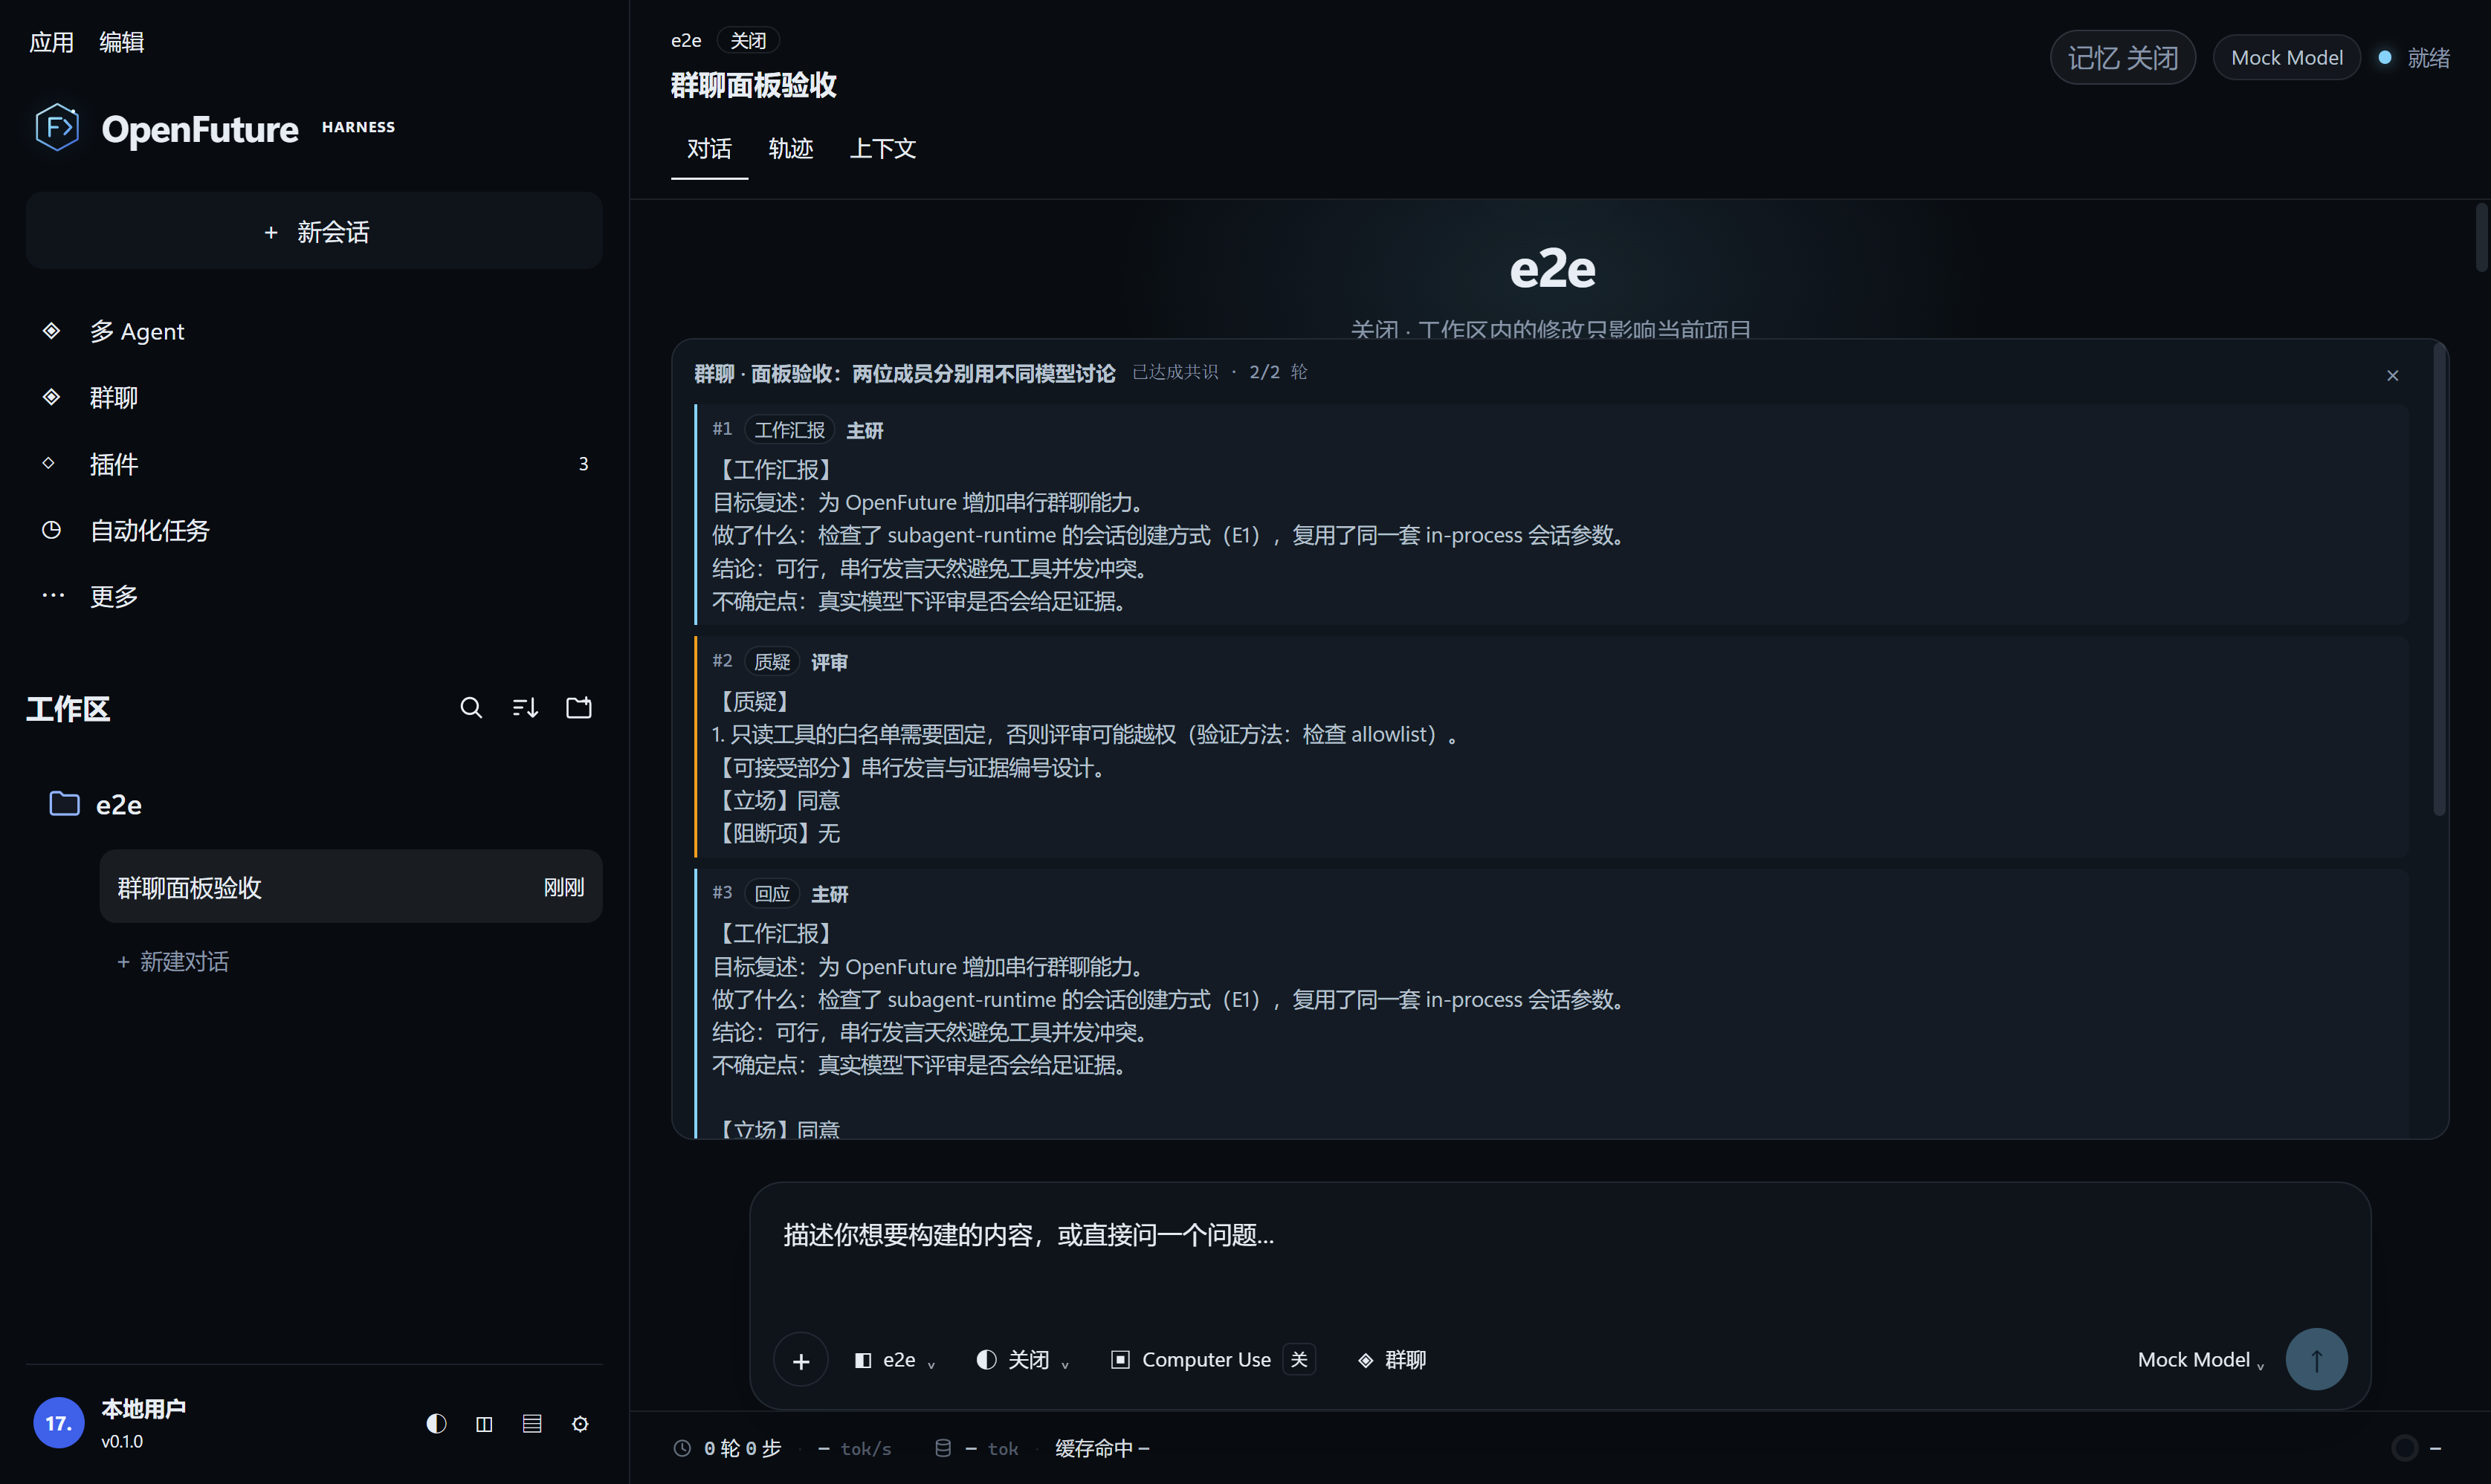 应用 编辑
OpenFuture HARNESS
+ 新会话
多 Agent
群聊
插件 3
自动化任务
更多
工作区
e2e
群聊面板验收 刚刚
+ 新建对话
17. 本地用户
v0.1.0
e2e 关闭
群聊面板验收
记忆 关闭 Mock Model 就绪
对话 轨迹 上下文
e2e
关闭 · 工作区内的修改只影响当前项目
群聊 · 面板验收：两位成员分别用不同模型讨论 已达成共识 · 2/2 轮 ×
#1 工作汇报 主研
【工作汇报】
目标复述：为 OpenFuture 增加串行群聊能力。
做了什么：检查了 subagent-runtime 的会话创建方式（E1），复用了同一套 in-process 会话参数。
结论：可行，串行发言天然避免工具并发冲突。
不确定点：真实模型下评审是否会给足证据。
#2 质疑 评审
【质疑】
1. 只读工具的白名单需要固定，否则评审可能越权（验证方法：检查 allowlist）。
【可接受部分】串行发言与证据编号设计。
【立场】同意
【阻断项】无
#3 回应 主研
【工作汇报】
目标复述：为 OpenFuture 增加串行群聊能力。
做了什么：检查了 subagent-runtime 的会话创建方式（E1），复用了同一套 in-process 会话参数。
结论：可行，串行发言天然避免工具并发冲突。
不确定点：真实模型下评审是否会给足证据。
【立场】同意
描述你想要构建的内容，或直接问一个问题...
+ e2e 关闭 Computer Use 关 群聊 Mock Model ↑
0 轮 0 步 · – tok/s – tok · 缓存命中 – –